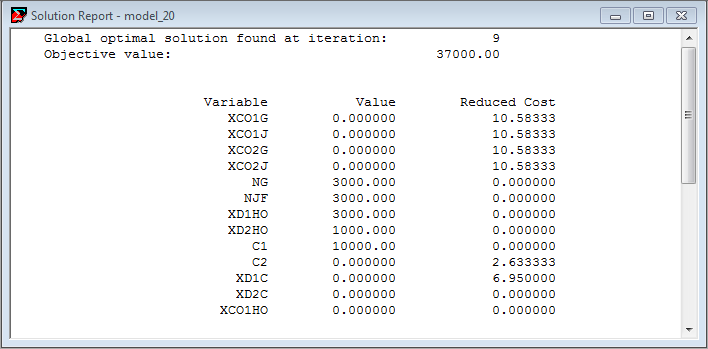 Solution Report - model_20
Global optimal solution found at iteration: 9
Objective value: 37000.00
Variable Value Reduced Cost
XCO1G 0.000000 10.58333
XCO1J 0.000000 10.58333
XCO2G 0.000000 10.58333
XCO2J 0.000000 10.58333
NG 3000.000 0.000000
NJF 3000.000 0.000000
XD1HO 3000.000 0.000000
XD2HO 1000.000 0.000000
C1 10000.00 0.000000
C2 0.000000 2.633333
XD1C 0.000000 6.950000
XD2C 0.000000 0.000000
XCO1HO 0.000000 0.000000